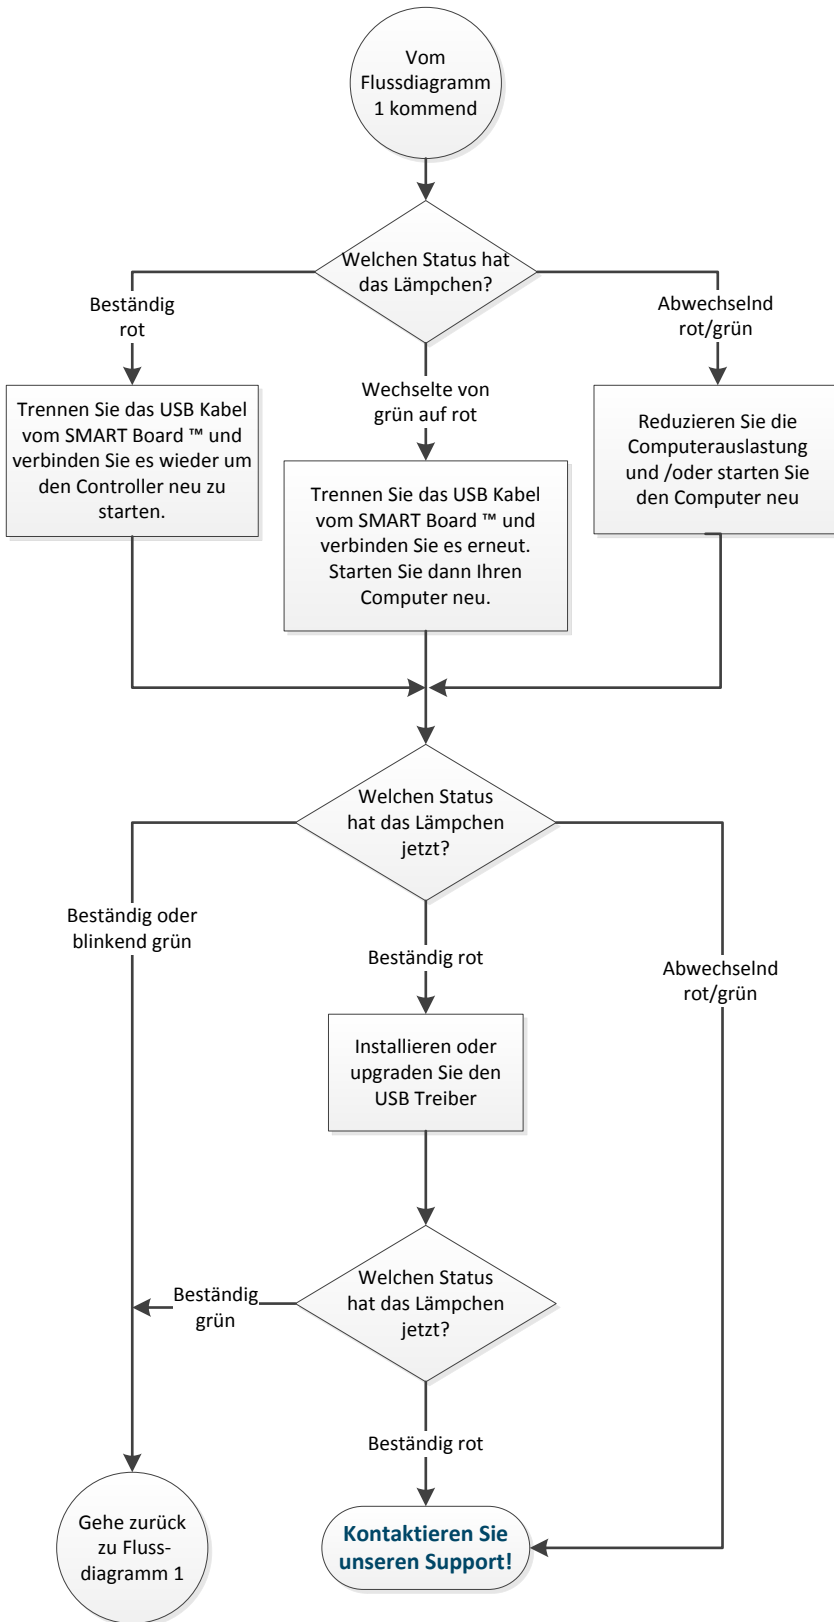 Vom
Flussdiagramm
1 kommend
Welchen Status hat
das Lämpchen?
Beständig
rot
Abwechselnd
rot/grün
Wechselte von
grün auf rot
Trennen Sie das USB Kabel
vom SMART Board ™ und
verbinden Sie es wieder um
den Controller neu zu
starten.
Trennen Sie das USB Kabel
vom SMART Board ™ und
verbinden Sie es erneut.
Starten Sie dann Ihren
Computer neu.
Reduzieren Sie die
Computerauslastung
und /oder starten Sie
den Computer neu
Welchen Status
hat das Lämpchen
jetzt?
Beständig oder
blinkend grün
Beständig rot
Abwechselnd
rot/grün
Installieren oder
upgraden Sie den
USB Treiber
Welchen Status
hat das Lämpchen
jetzt?
Beständig
grün
Beständig rot
Gehe zurück
zu Fluss-
diagramm 1
Kontaktieren Sie
unseren Support!